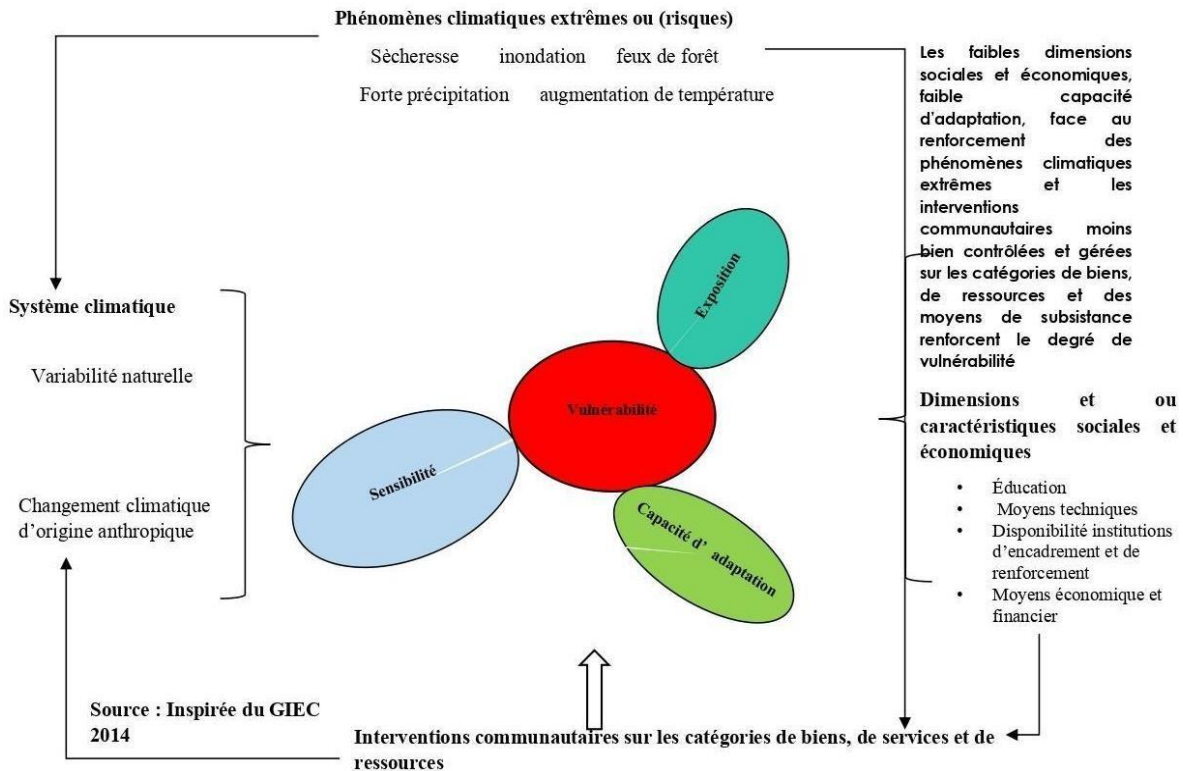 Phénomènes climatiques extrêmes ou (risques)
Sècheresse inondation feux de forêt
Forte précipitation augmentation de température
Les faibles dimensions
sociales et économiques,
faible capacité
d'adaptation, face au
renforcement des
phénomènes climatiques
extrêmes et les
interventions
communautaires moins
bien contrôlées et gérées
sur les catégories de biens,
de ressources et des
moyens de subsistance
renforcent le degré de
vulnérabilité
Système climatique
Variabilité naturelle
Changement climatique
d'origine anthropique
Exposition
Vulnérabilité
Sensibilité
Capacité d' adaptation
Dimensions et ou
caractéristiques sociales et
économiques
• Éducation
• Moyens techniques
• Disponibilité institutions
d'encadrement et de
renforcement
• Moyens économique et
financier
Source : Inspirée du GIEC
2014
Interventions communautaires sur les catégories de biens, de services et de
ressources